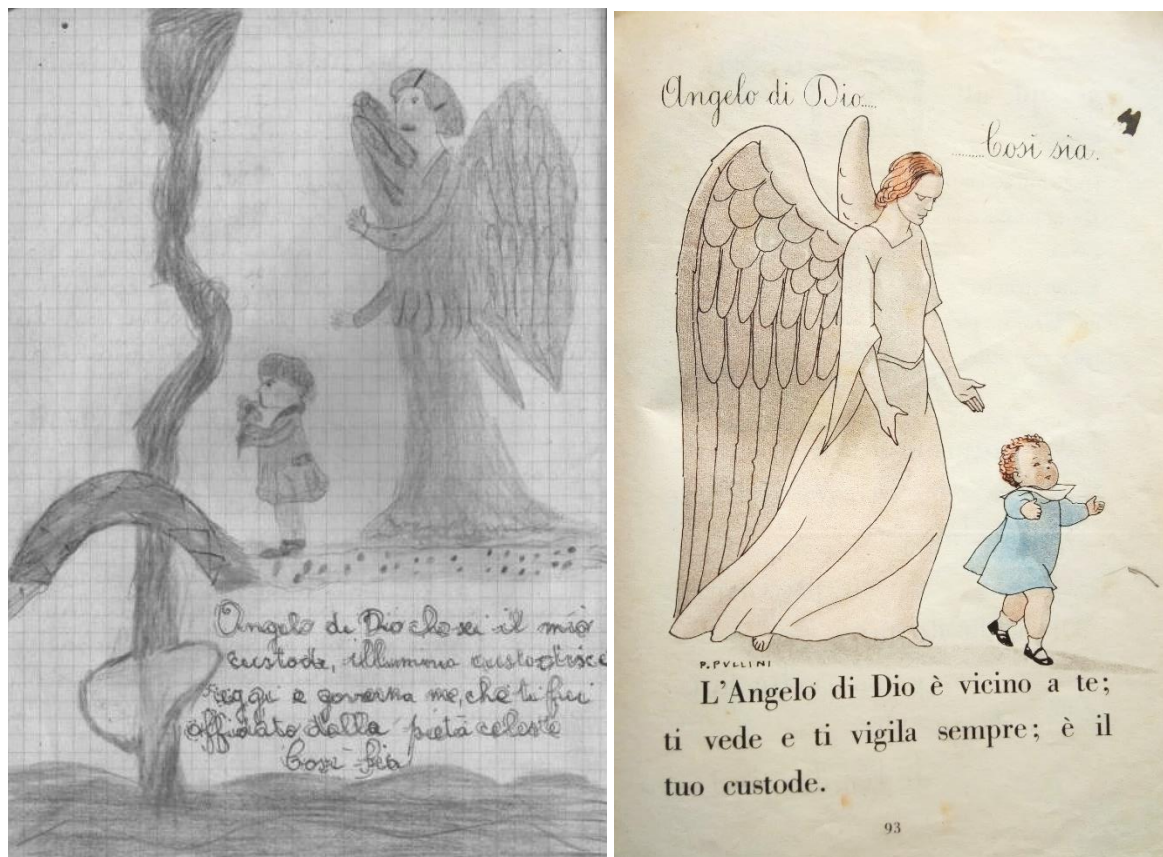 Angelo di Dio che sei il mio
custode, illumina custodisce
reggi e governa me, che ti fui
affidato dalla pietà celeste
Così sia
Angelo di Dio.....
........Così sia.
P. PVLLINI
L'Angelo di Dio è vicino a te;
ti vede e ti vigila sempre; è il
tuo custode.
93